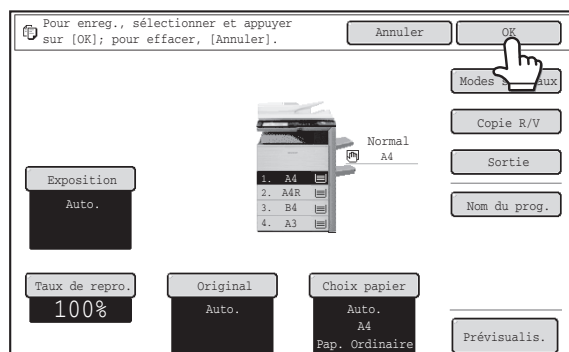 Pour enreg., sélectionner et appuyer
sur [OK]; pour effacer, [Annuler].
Annuler
OK
Modes
aux
Copie R/V
Normal
A4
Sortie
1. A4
2. A4R
3. B4
4. A3
Exposition
Auto.
Nom du prog.
Taux de repro.
100%
Original
Auto.
Choix papier
Auto.
A4
Pap. Ordinaire
Prévisualis.